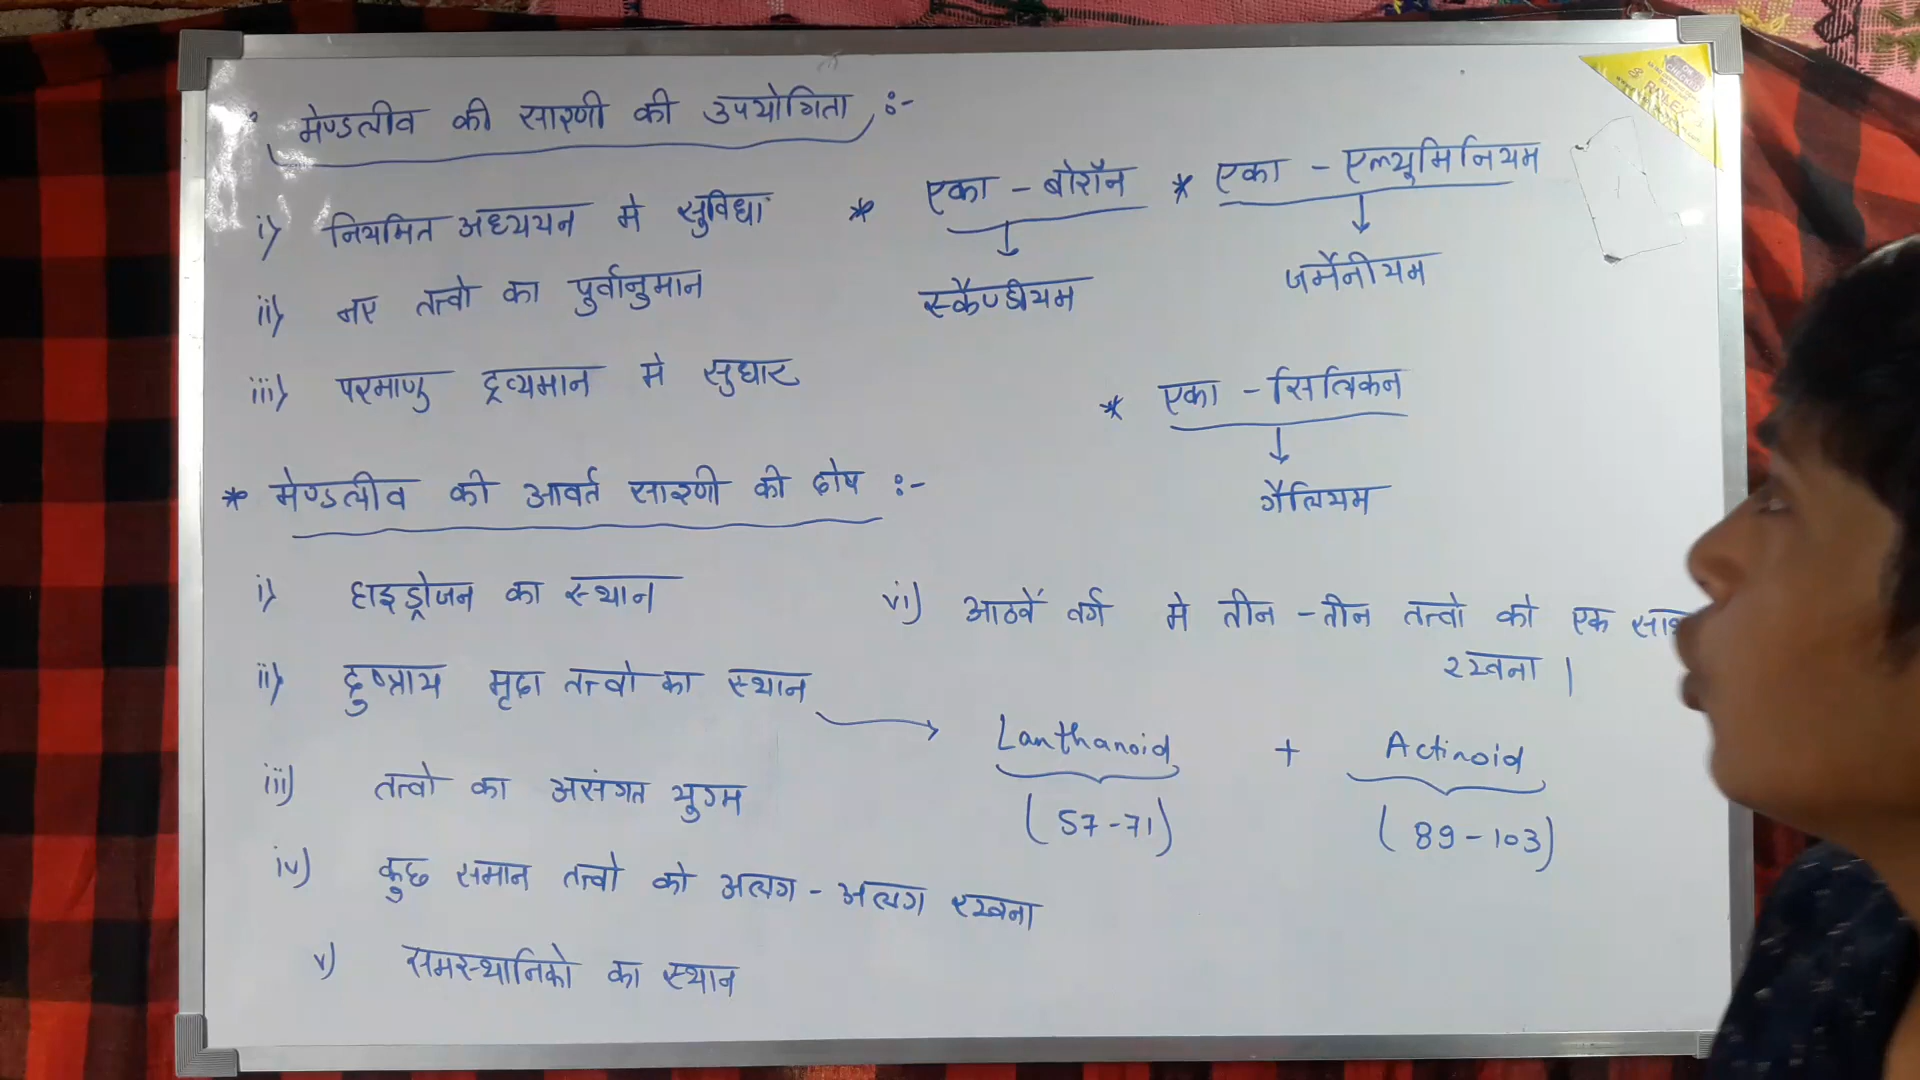 मेण्डलीव की सारणी की उपयोगिता :-
i) नियमित अध्ययन मे सुविधा
ii) नए तत्वो का पुर्वानुमान
iii) परमाणु द्रव्यमान मे सुधार
* एका - बोरॉन
↓
स्कैण्डीयम
* एका - एल्युमिनियम
↓
जर्मेनीयम
* एका - सिलिकन
↓
गैलियम
* मेण्डलीव की आवर्त सारणी की दोष :-
i) हाइड्रोजन का स्थान
ii) दुष्प्राय मृदा तत्वो का स्थान → Lanthanoid + Actinoid
(57-71) (89-103)
iii) तत्वो का असंगत युग्म
iv) कुछ समान तत्वो को अलग - अलग रखना
v) समस्थानिको का स्थान
vi) आठवें वर्ग मे तीन - तीन तत्वो को एक साथ
रखना |